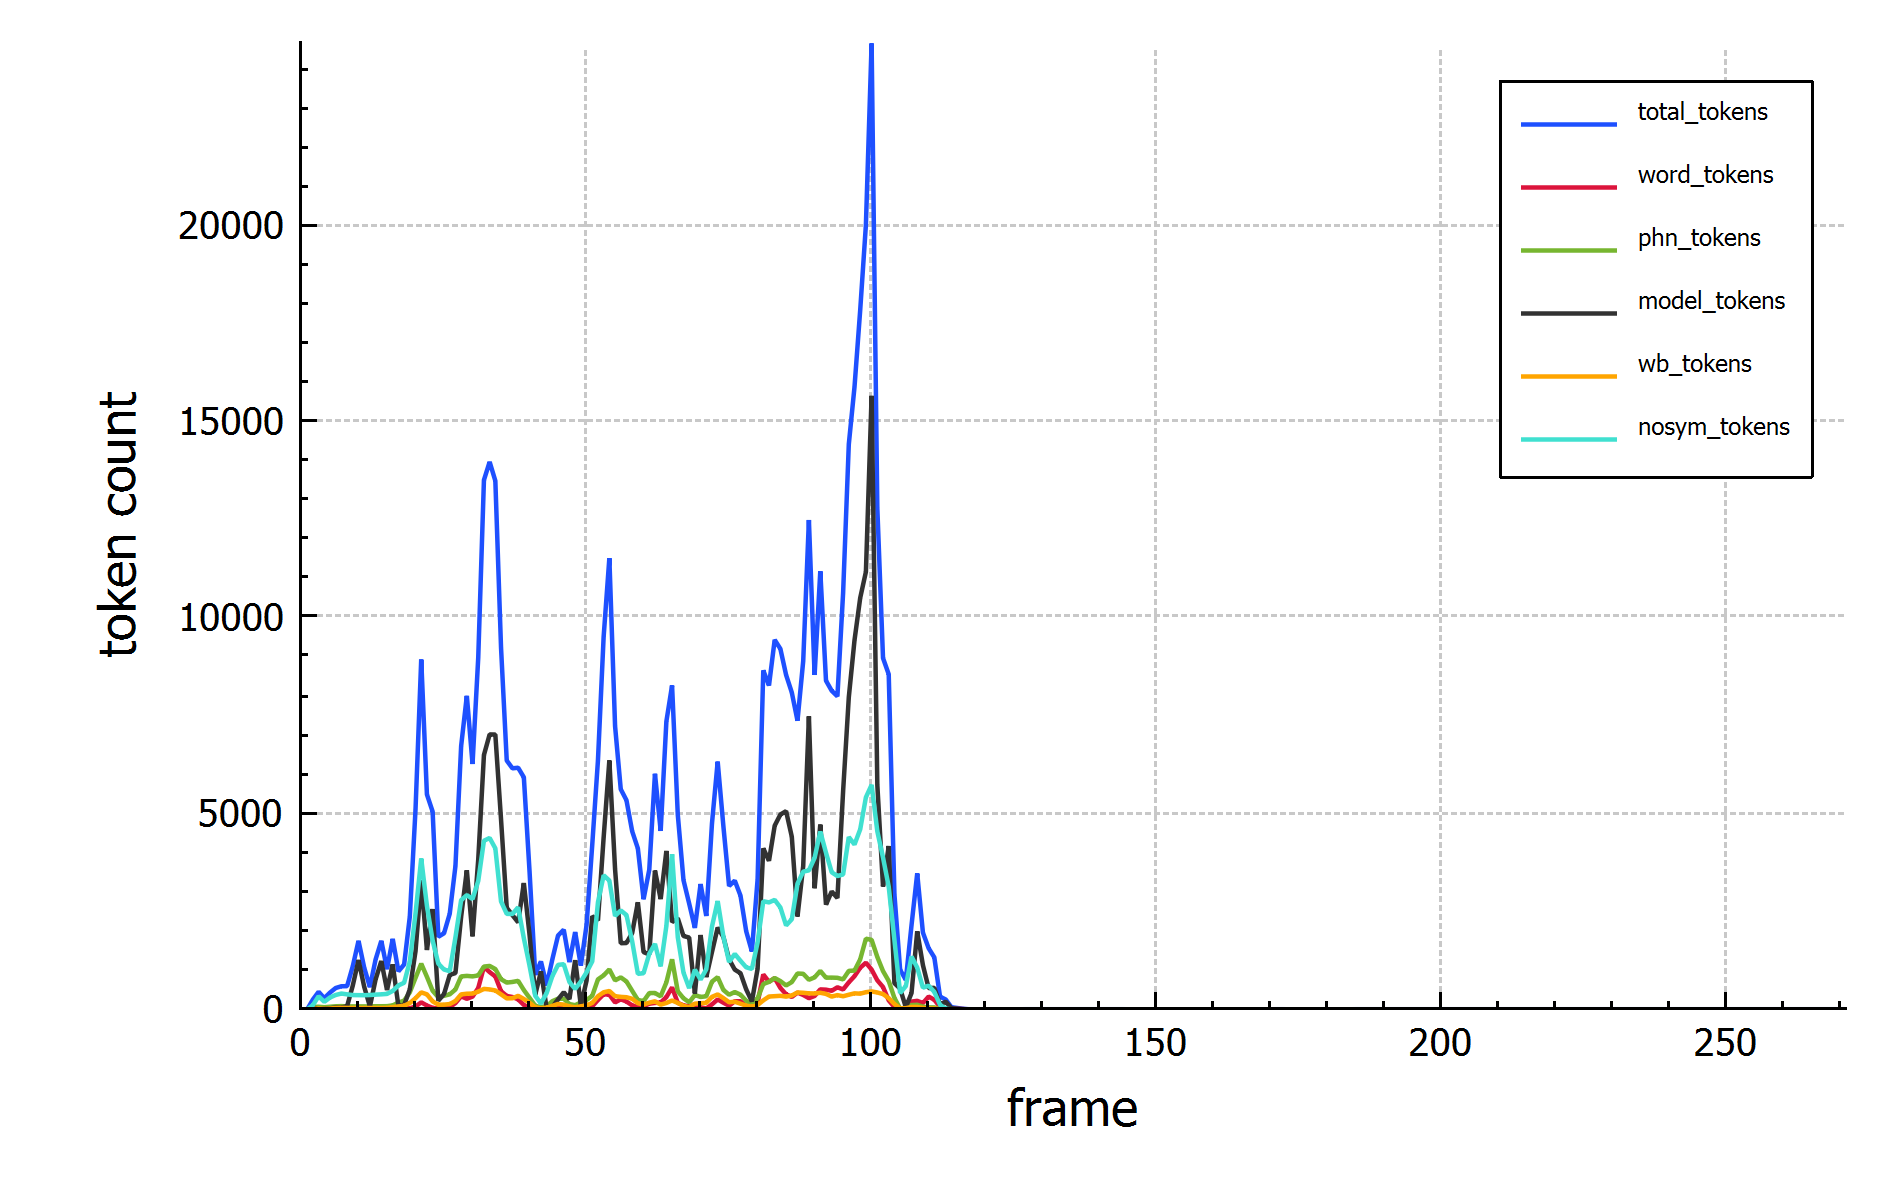 total_tokens
word_tokens
phn_tokens
model_tokens
wb_tokens
nosym_tokens
token count
20000
15000
10000
5000
0
0 50 100 150 200 250
frame